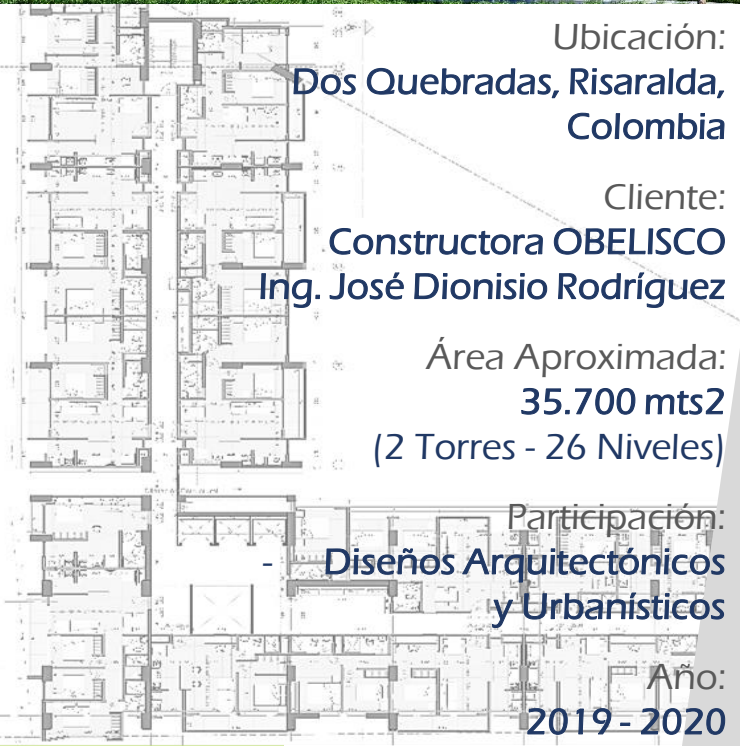 Ubicación:
Dos Quebradas, Risaralda,
Colombia
Cliente:
Constructora OBELISCO
Ing. José Dionisio Rodríguez
Área Aproximada:
35.700 mts2
(2 Torres - 26 Niveles)
Participación:
- Diseños Arquitectónicos
y Urbanísticos
Año:
2019 - 2020